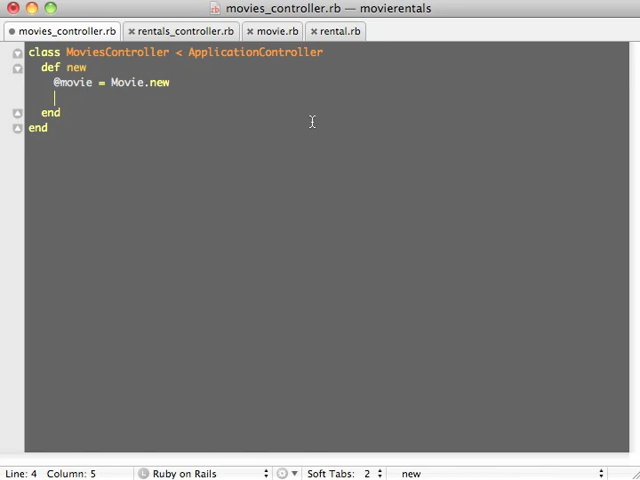 movies_controller.rb — movierentals
movies_controller.rb rentals_controller.rb movie.rb rental.rb
class MoviesController < ApplicationController
def new
@movie = Movie.new
end
end
Line: 4 Column: 5 Ruby on Rails Soft Tabs: 2 new